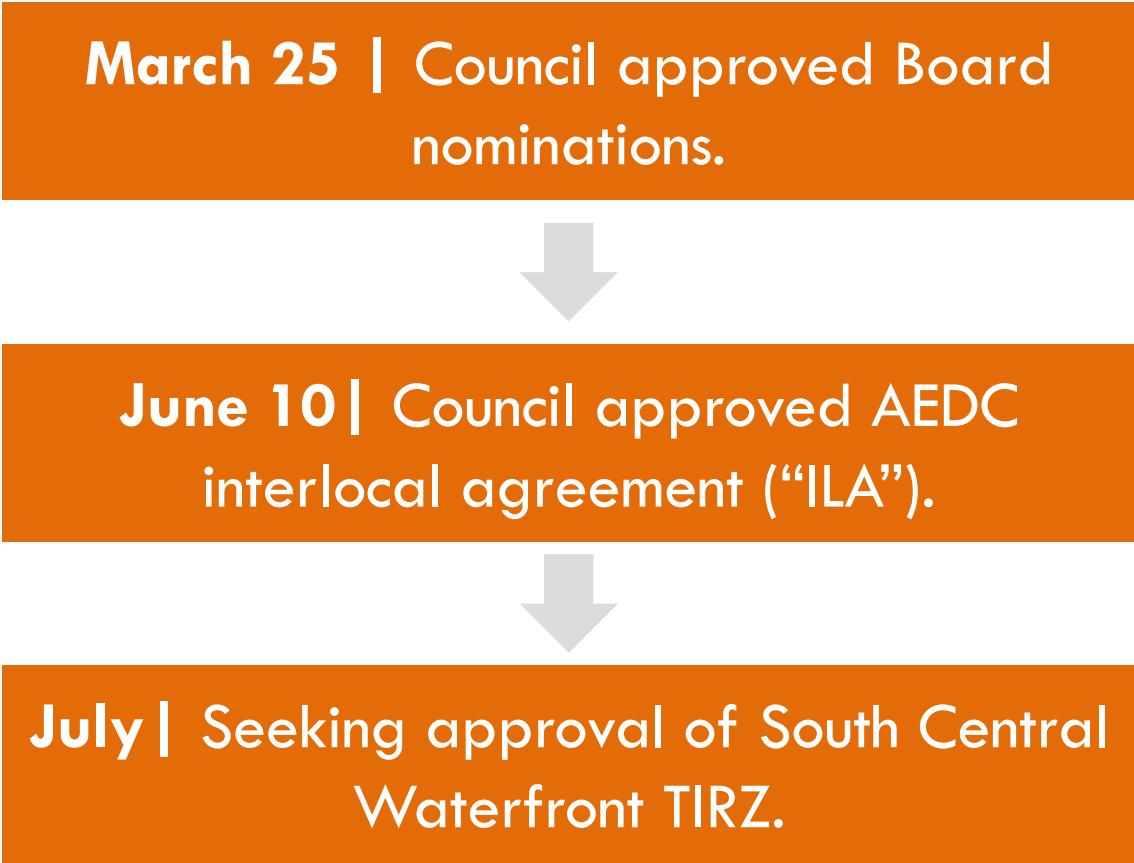 March 25 | Council approved Board
nominations.
June 10| Council approved AEDC
interlocal agreement (“ILA”).
July| Seeking approval of South Central
Waterfront TIRZ.